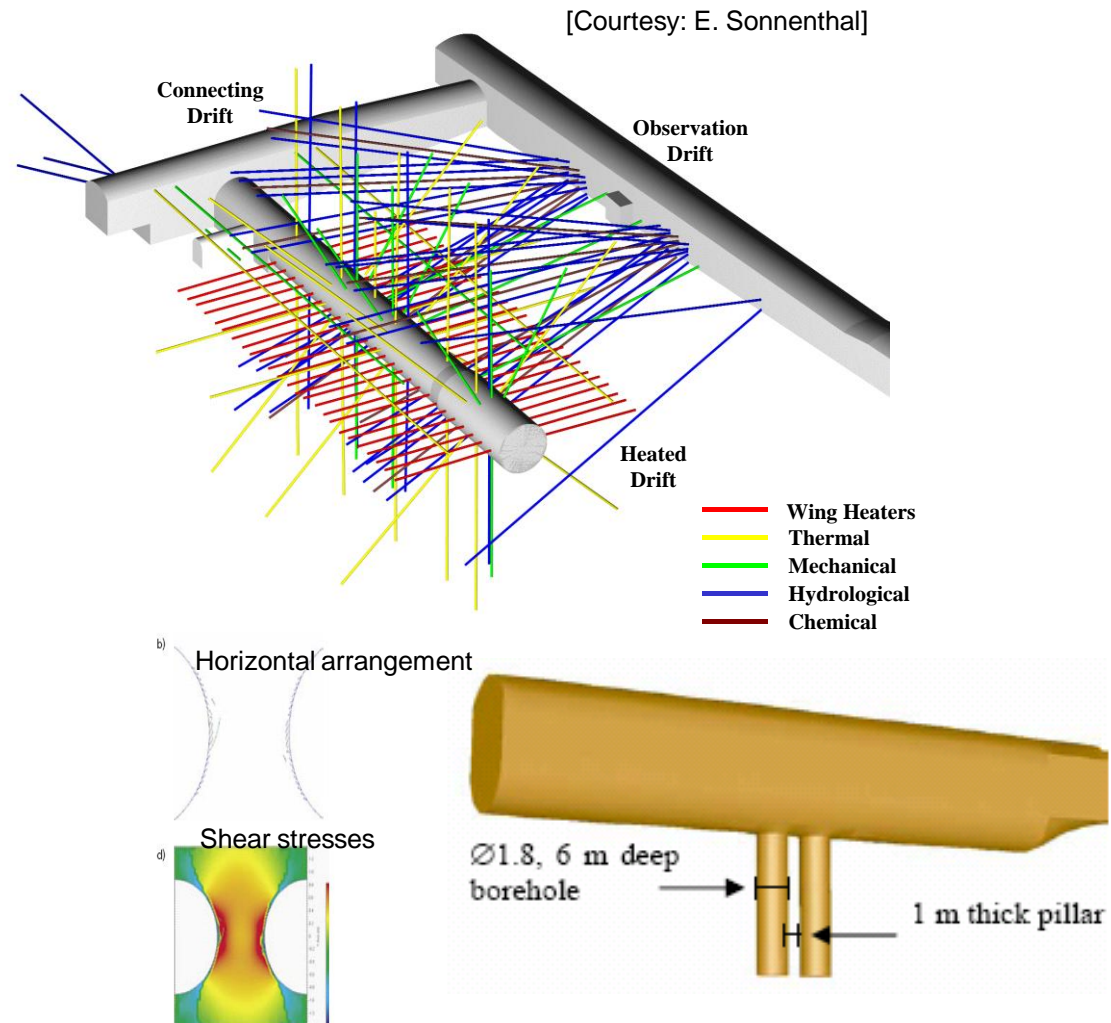 [Courtesy: E. Sonnenthal]
Connecting
Drift
Observation
Drift
Heated
Drift
Wing Heaters
Thermal
Mechanical
Hydrological
Chemical
b)
Horizontal arrangement
Shear stresses
d)
Ø1.8, 6 m deep
borehole
1 m thick pillar